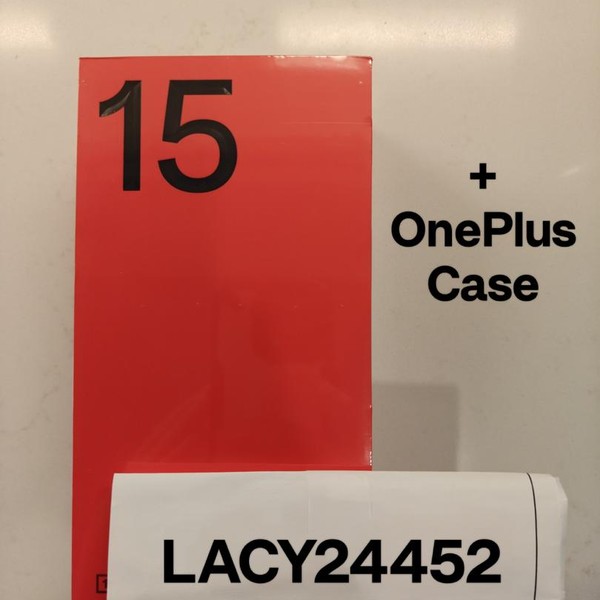 15
+
OnePlus
Case
LACY24452